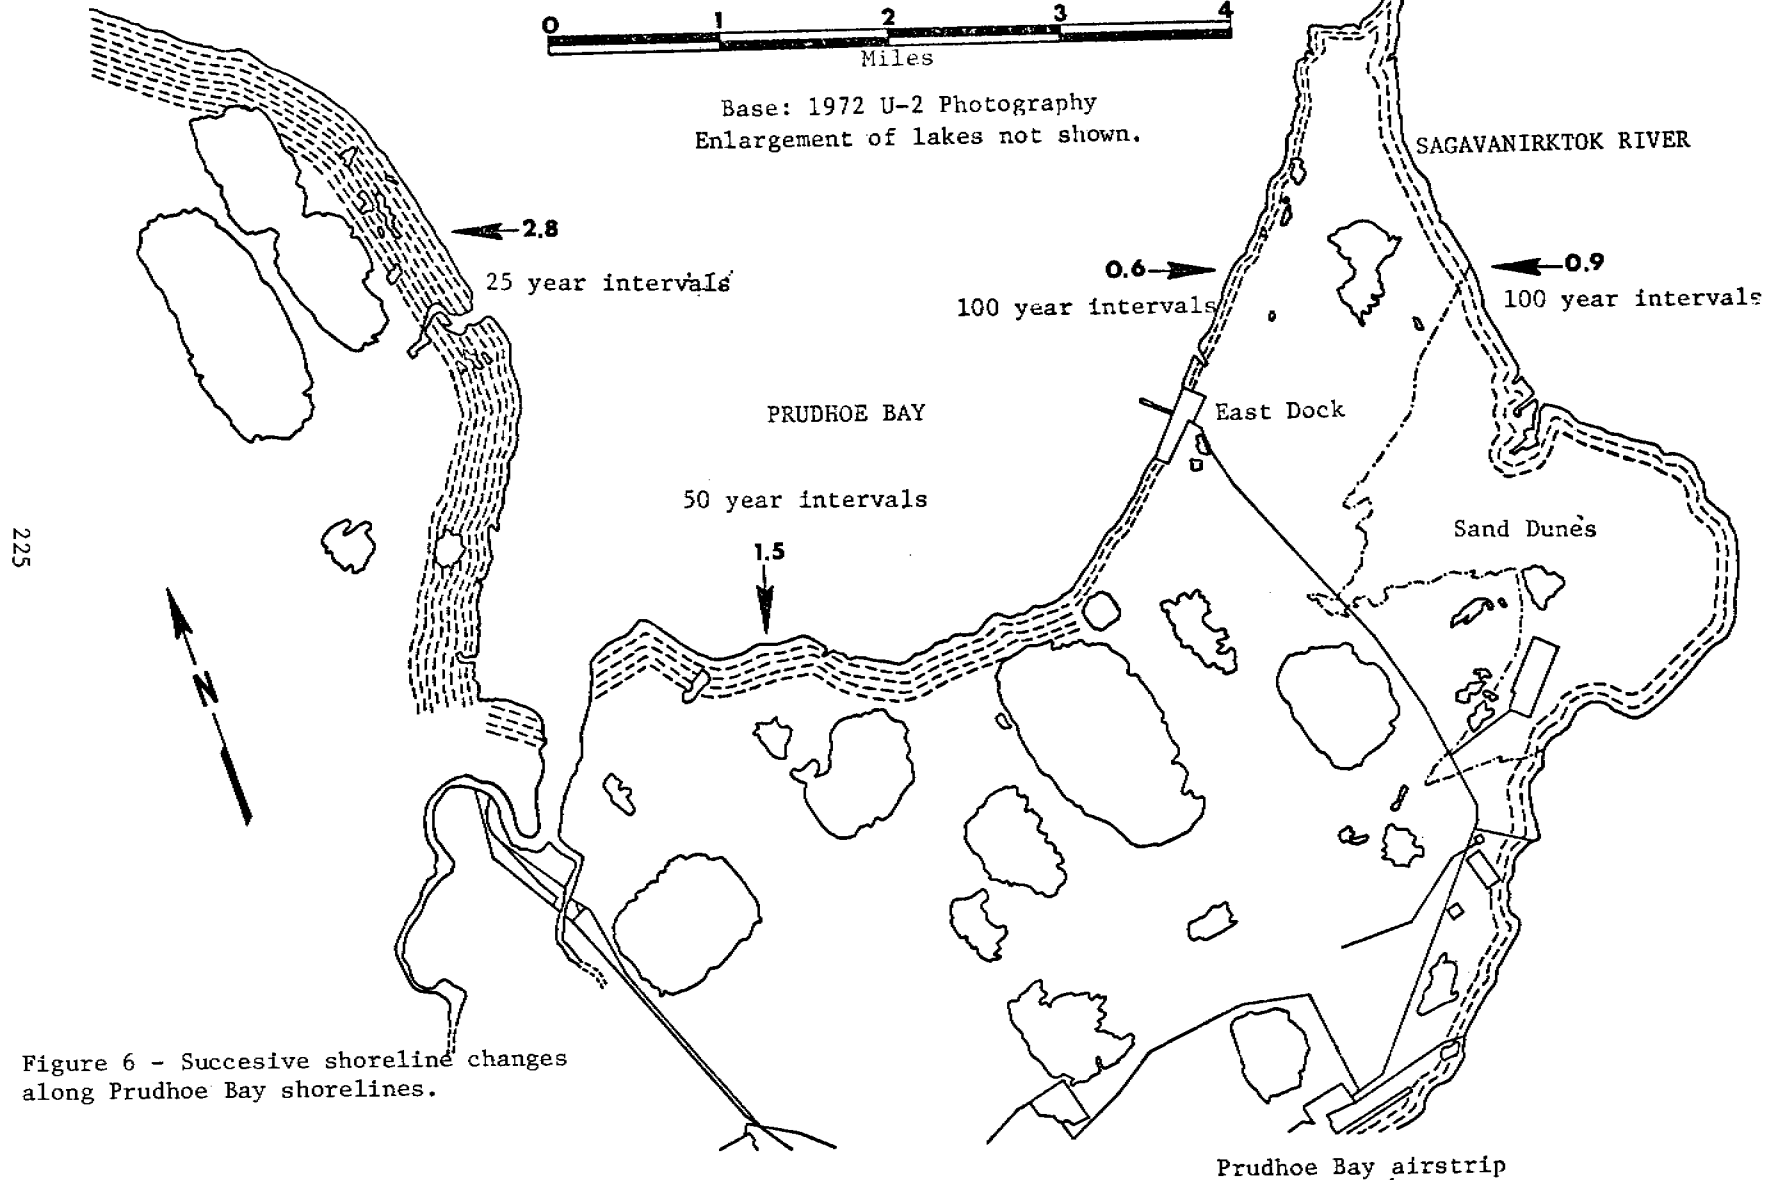 0 1 2 3 4
Miles
Base: 1972 U-2 Photography
Enlargement of lakes not shown.
SAGAVANIRKTOK RIVER
2.8
25 year intervals
0.6
100 year intervals
0.9
100 year intervals
PRUDHOE BAY
East Dock
50 year intervals
1.5
Sand Dunes
225
N
Figure 6 - Succesive shoreline changes
along Prudhoe Bay shorelines.
Prudhoe Bay airstrip